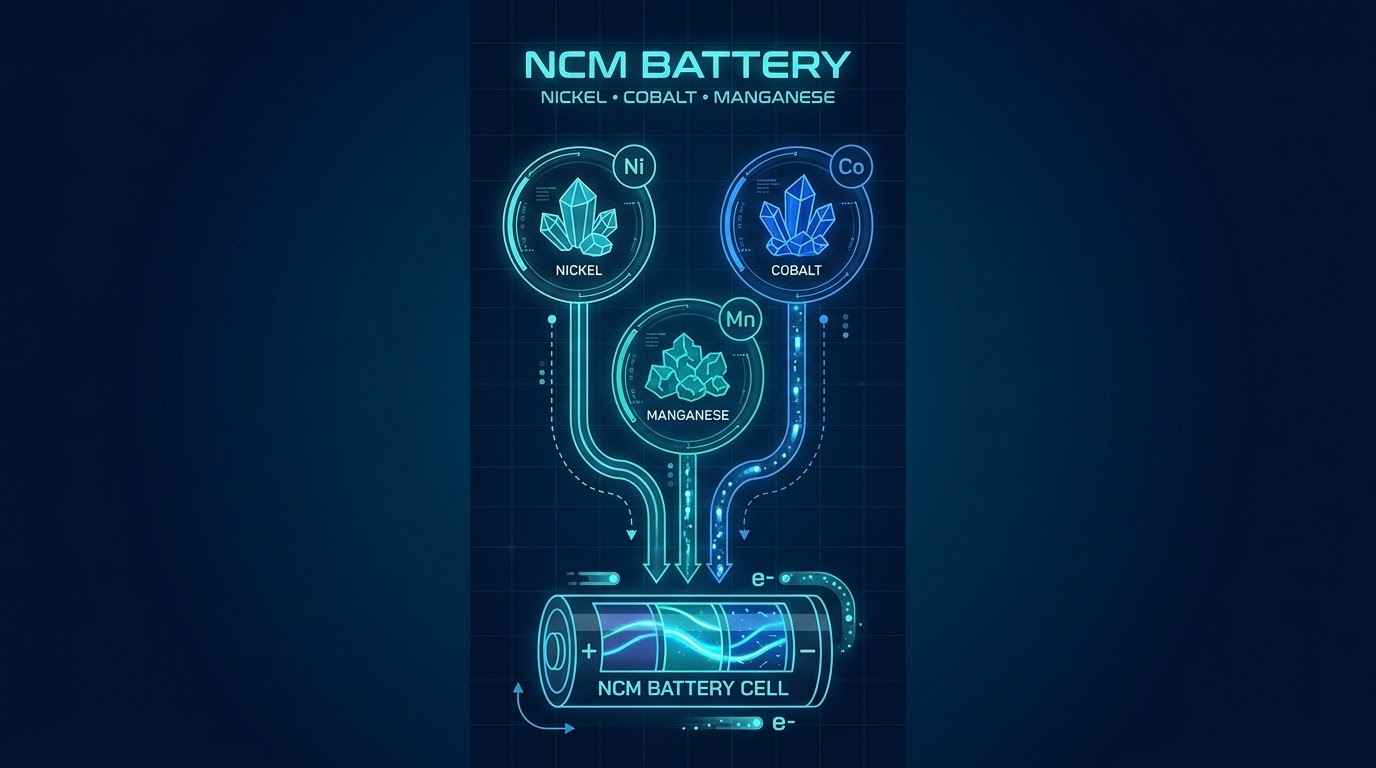 NCM BATTERY
NICKEL • COBALT • MANGANESE
Ni
NICKEL
Co
COBALT
Mn
MANGANESE
e-
+
−
NCM BATTERY CELL
e-